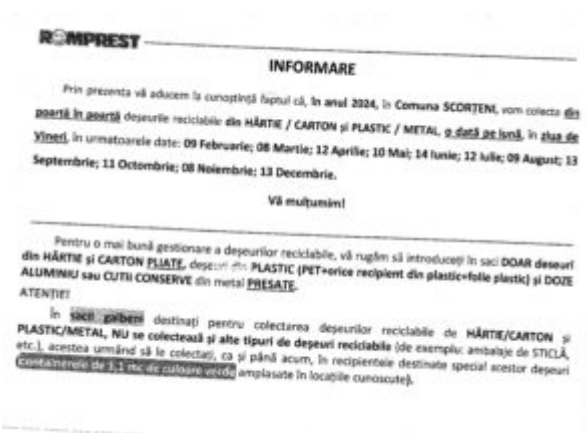 ROMPREST
INFORMARE
Prin prezenta vă aducem la cunoștință faptul că, în anul 2024, în Comuna SCORȚENI, vom colecta din
poartă în poartă deșeurile reciclabile din HÂRTIE / CARTON și PLASTIC / METAL, o dată pe lună, în ziua de
Vineri, în urmatoarele date: 09 Februarie; 08 Martie; 12 Aprilie; 10 Mai; 14 Iunie; 12 Iulie; 09 August; 13
Septembrie; 11 Octombrie; 08 Noiembrie; 13 Decembrie.
Vă mulțumim!
Pentru o mai bună gestionare a deșeurilor reciclabile, vă rugăm să introduceți în saci DOAR deseuri
din HÂRTIE și CARTON PLIATE, deșeuri din PLASTIC (PET+orice recipient din plastic+folie plastic) și DOZE
ALUMINIU sau CUTII CONSERVE din metal PRESATE.
ATENȚIE!
În sacii galbeni destinați pentru colectarea deșeurilor reciclabile de HÂRTIE/CARTON și
PLASTIC/METAL, NU se colectează și alte tipuri de deșeuri reciclabile (de exemplu: ambalaje de STICLĂ,
etc.), acestea urmând să le colectați, ca și până acum, în recipientele destinate special acestor deșeuri
(containerele de 1,1 mc de culoare verde amplasate în locațiile cunoscute).